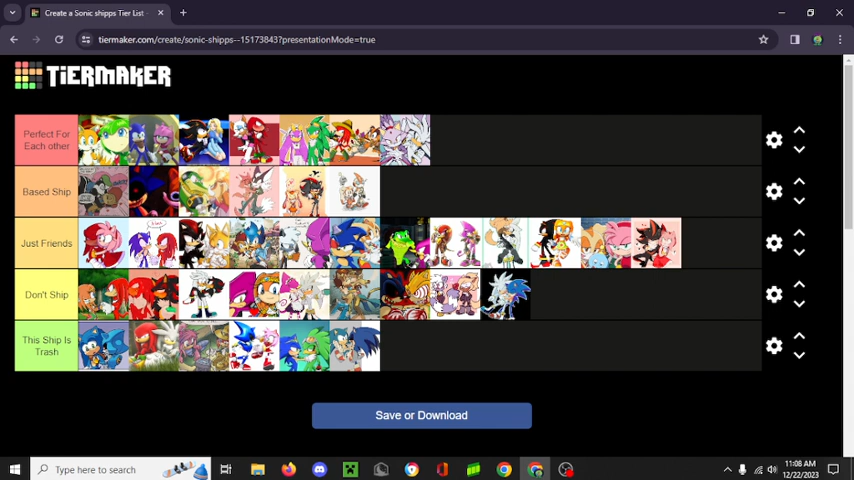 Create a Sonic shipps Tier List -
tiermaker.com/create/sonic-shipps--15173843?presentationMode=true
TiERMAKER
Perfect For
Each other
Based Ship
Just Friends
Don't Ship
This Ship Is
Trash
Save or Download
Type here to search
11:08 AM
12/22/2023